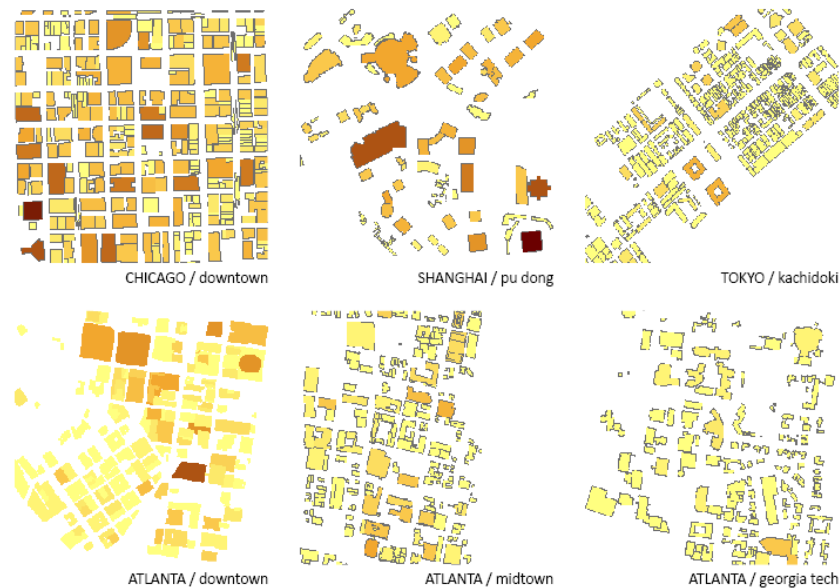 CHICAGO / downtown
SHANGHAI / pu dong
TOKYO / kachidoki
ATLANTA / downtown
ATLANTA / midtown
ATLANTA / georgia tech